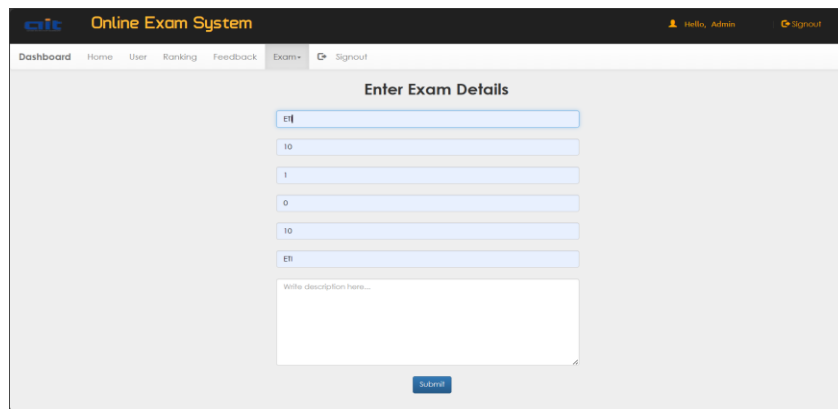 ait Online Exam System Hello, Admin Signout
Dashboard Home User Ranking Feedback Exam Signout
Enter Exam Details
ETI
10
1
0
10
ETI
Write description here...
Submit